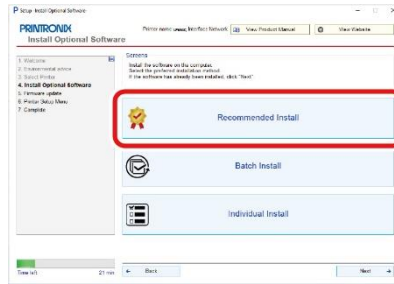 Setup - Install Optional Software
PRINTRONIX
Install Optional Software
Printer name: Interface Network
View Product Manual
View Website
1. Welcome
2. Environmental advice
3. Select Printer
4. Install Optional Software
5. Firmware update
6. Printer Setup Menu
7. Complete
Screens
Install the software on the computer.
Select the preferred installation method.
If the software has already been installed, click "Next"
Recommended Install
Batch Install
Individual Install
Time left
21 min
Back
Next